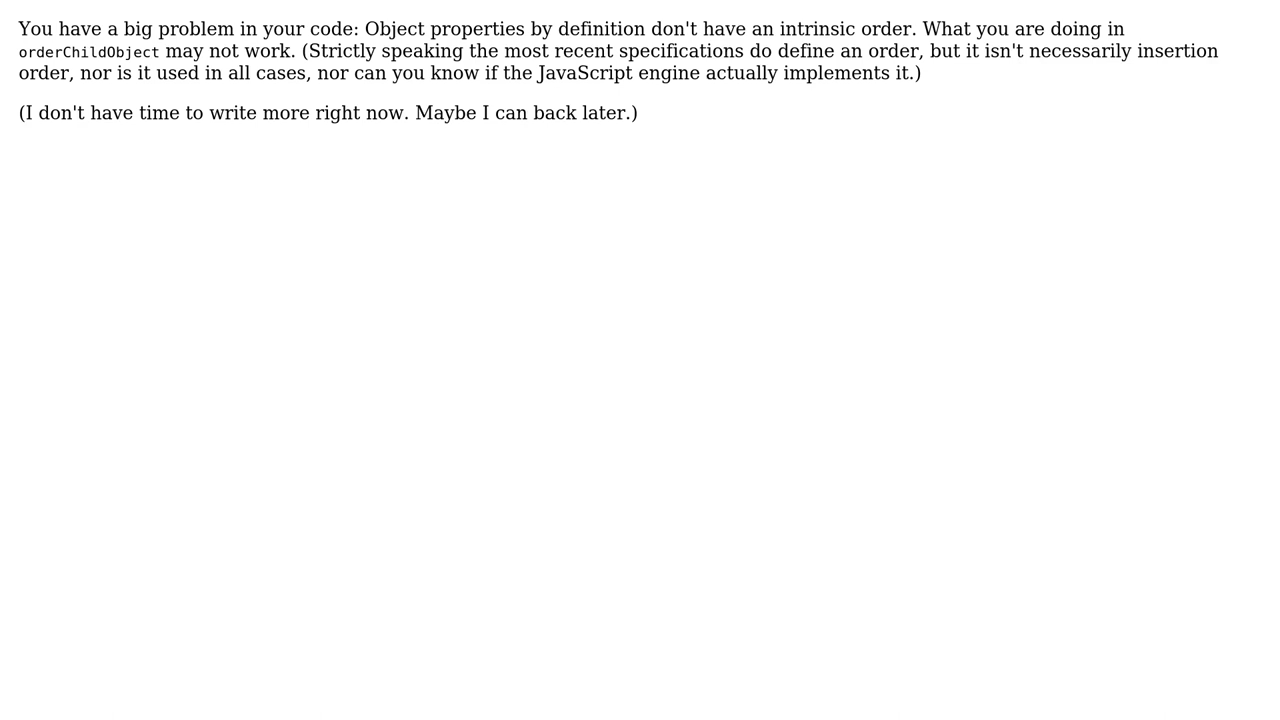 You have a big problem in your code: Object properties by definition don't have an intrinsic order. What you are doing in
orderChildObject may not work. (Strictly speaking the most recent specifications do define an order, but it isn't necessarily insertion
order, nor is it used in all cases, nor can you know if the JavaScript engine actually implements it.)
(I don't have time to write more right now. Maybe I can back later.)